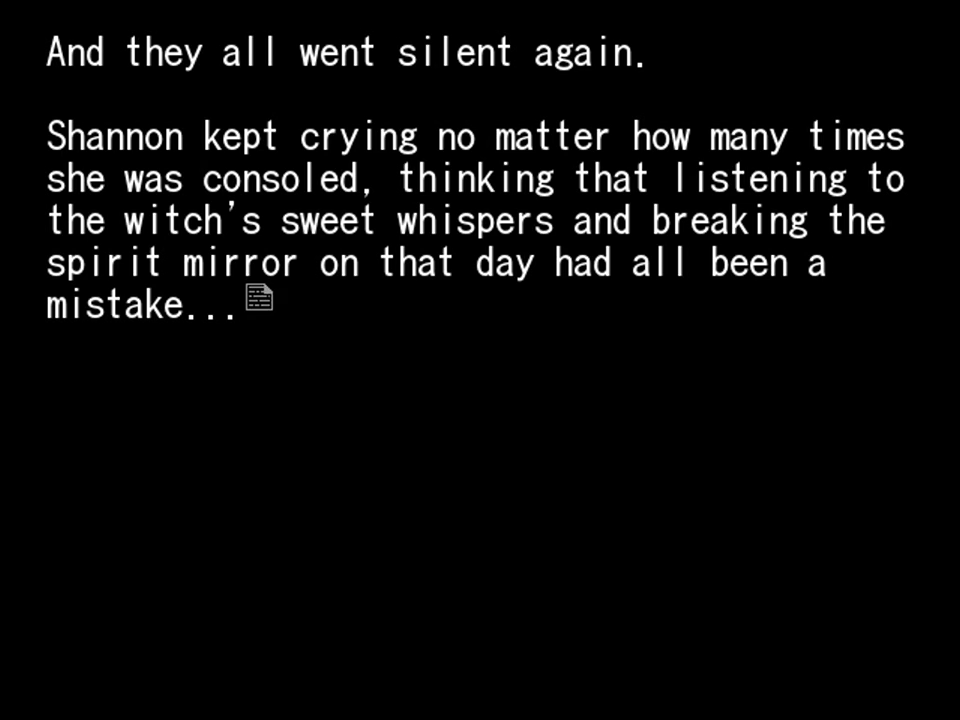 And they all went silent again.
Shannon kept crying no matter how many times
she was consoled, thinking that listening to
the witch's sweet whispers and breaking the
spirit mirror on that day had all been a
mistake...